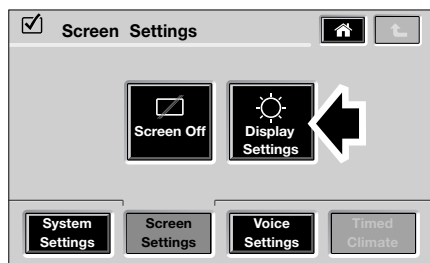 Screen Settings
Screen Off
Display
Settings
System
Settings
Screen
Settings
Voice
Settings
Timed
Climate